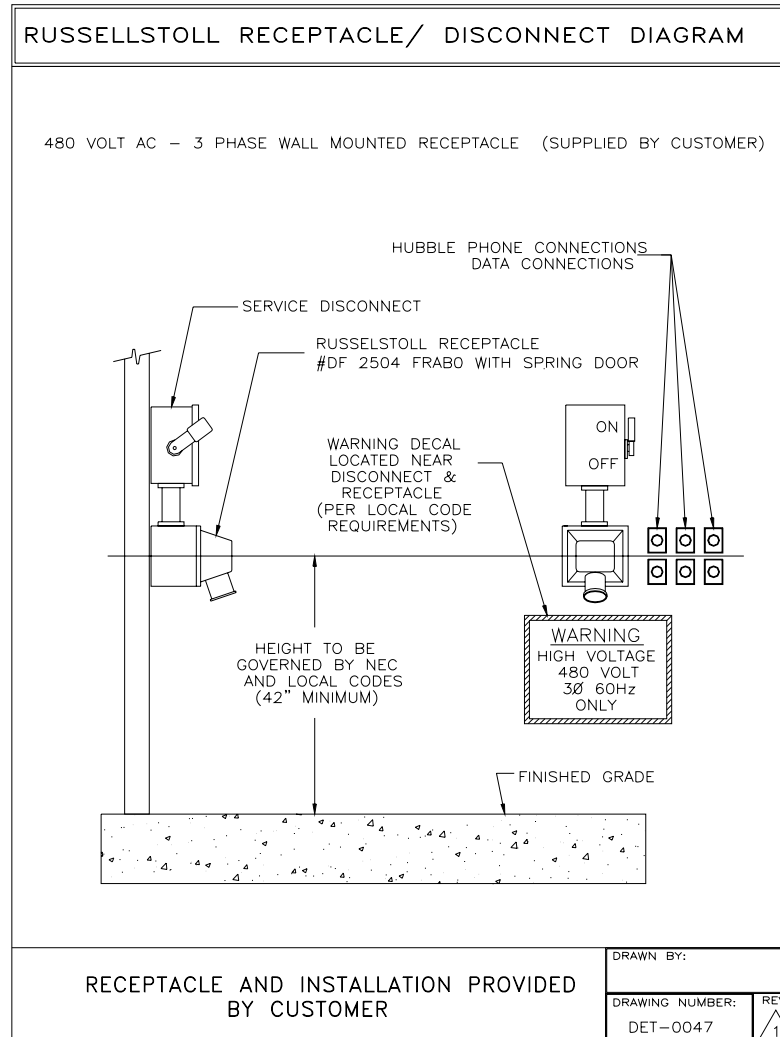 RUSSELLSTOLL RECEPTACLE/ DISCONNECT DIAGRAM
480 VOLT AC – 3 PHASE WALL MOUNTED RECEPTACLE (SUPPLIED BY CUSTOMER)
HUBBLE PHONE CONNECTIONS
DATA CONNECTIONS
SERVICE DISCONNECT
RUSSELSTOLL RECEPTACLE
#DF 2504 FRABO WITH SPRING DOOR
ON
OFF
WARNING DECAL
LOCATED NEAR
DISCONNECT &
RECEPTACLE
(PER LOCAL CODE
REQUIREMENTS)
HEIGHT TO BE
GOVERNED BY NEC
AND LOCAL CODES
(42" MINIMUM)
WARNING
HIGH VOLTAGE
480 VOLT
3Ø 60Hz
ONLY
FINISHED GRADE
RECEPTACLE AND INSTALLATION PROVIDED
BY CUSTOMER
DRAWN BY:
DRAWING NUMBER:
DET-0047
REV
1